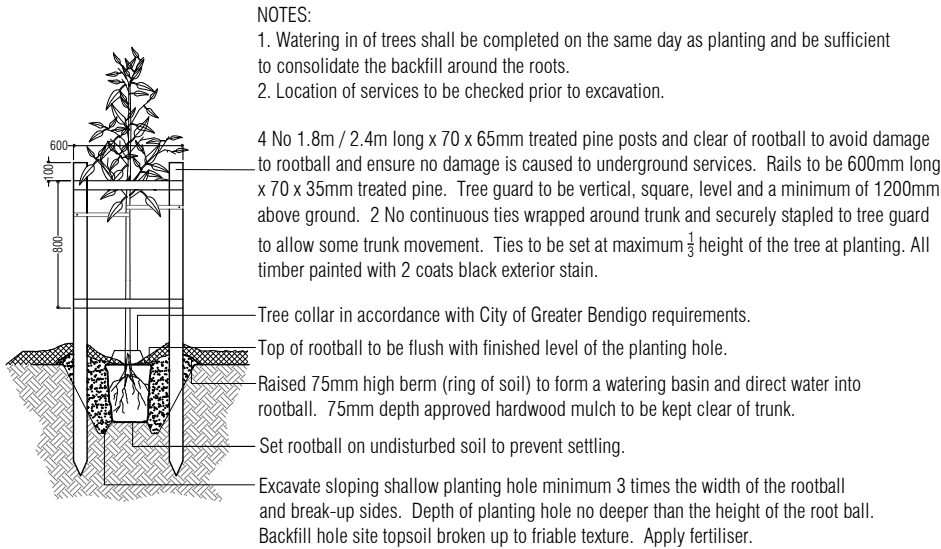 NOTES:
1. Watering in of trees shall be completed on the same day as planting and be sufficient
to consolidate the backfill around the roots.
2. Location of services to be checked prior to excavation.
600
100
800
4 No 1.8m / 2.4m long x 70 x 65mm treated pine posts and clear of rootball to avoid damage
to rootball and ensure no damage is caused to underground services. Rails to be 600mm long
x 70 x 35mm treated pine. Tree guard to be vertical, square, level and a minimum of 1200mm
above ground. 2 No continuous ties wrapped around trunk and securely stapled to tree guard
to allow some trunk movement. Ties to be set at maximum 1/3 height of the tree at planting. All
timber painted with 2 coats black exterior stain.
Tree collar in accordance with City of Greater Bendigo requirements.
Top of rootball to be flush with finished level of the planting hole.
Raised 75mm high berm (ring of soil) to form a watering basin and direct water into
rootball. 75mm depth approved hardwood mulch to be kept clear of trunk.
Set rootball on undisturbed soil to prevent settling.
Excavate sloping shallow planting hole minimum 3 times the width of the rootball
and break-up sides. Depth of planting hole no deeper than the height of the root ball.
Backfill hole site topsoil broken up to friable texture. Apply fertiliser.